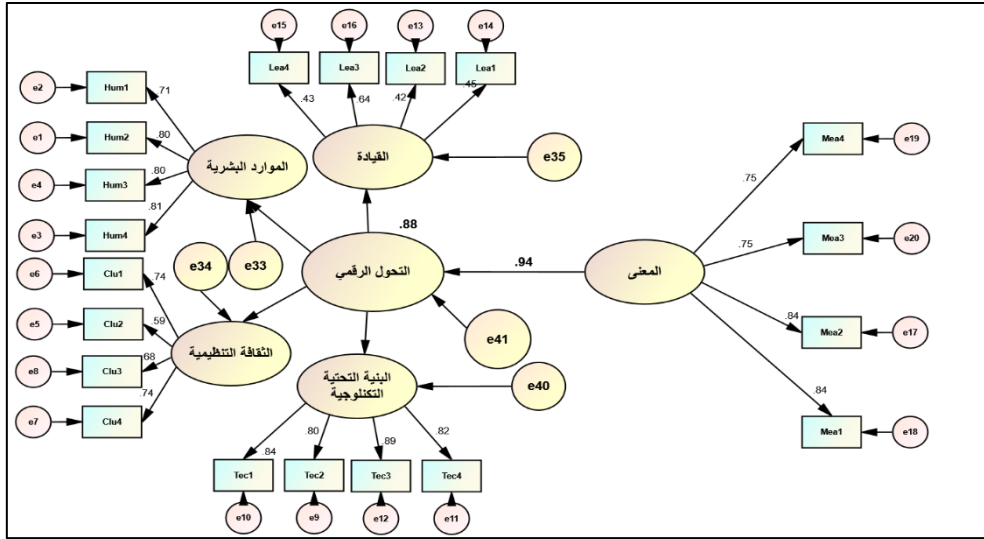 e15
e16
e13
e14
Lea4
Lea3
Lea2
Lea1
.43
.64
.42
.45
القيادة
e35
e2
Hum1
.71
e1
Hum2
.80
e4
Hum3
.80
e3
Hum4
.81
الموارد البشرية
e34
e33
.88
التحول الرقمي
.94
المعنى
e41
e6
Clu1
.74
e5
Clu2
.59
e8
Clu3
.68
e7
Clu4
.74
الثقافة التنظيمية
البنية التحتية
التكنلوجية
e40
.84
.80
.89
.82
Tec1
Tec2
Tec3
Tec4
e10
e9
e12
e11
.75
Mea4
e19
.75
Mea3
e20
.84
Mea2
e17
.84
Mea1
e18